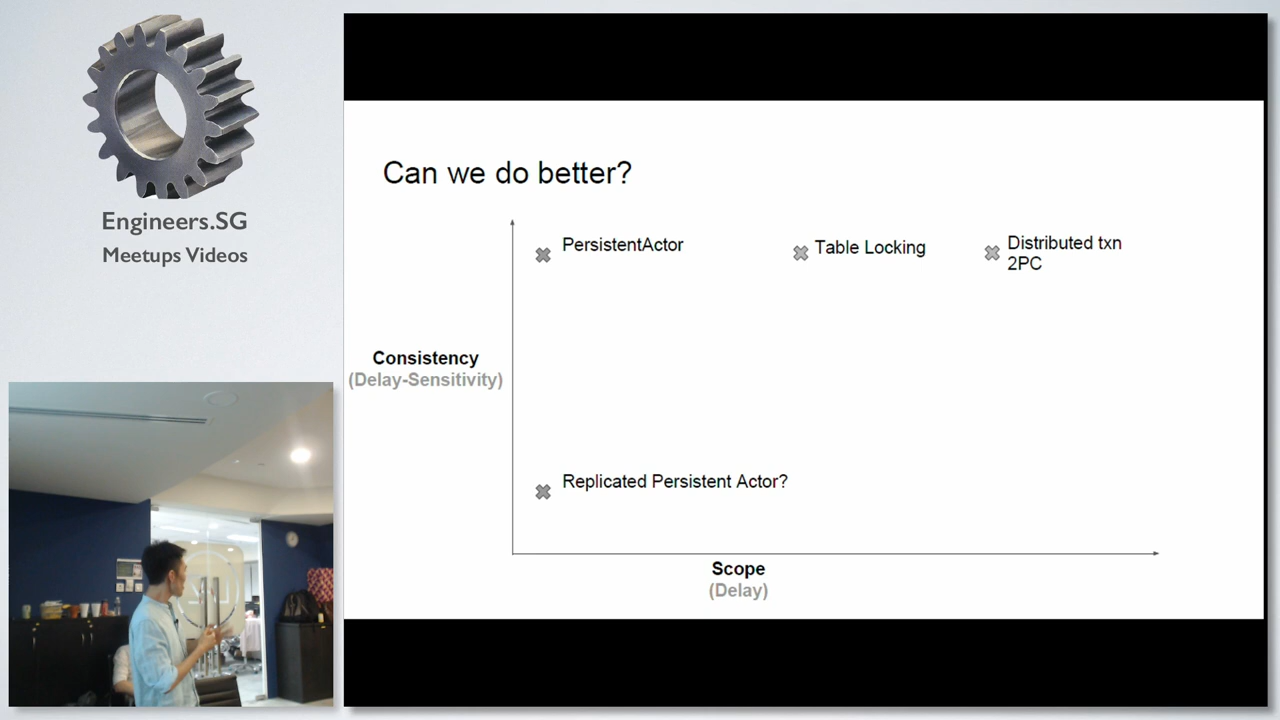 Engineers.SG
Meetups Videos
Can we do better?
PersistentActor
Table Locking
Distributed txn
2PC
Consistency
(Delay-Sensitivity)
Replicated Persistent Actor?
Scope
(Delay)